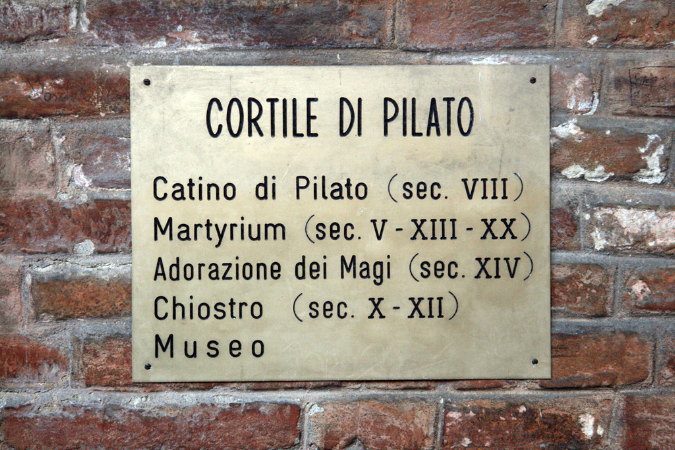 CORTILE DI PILATO
Catino di Pilato (sec. VIII)
Martyrium (sec. V - XIII - XX)
Adorazione dei Magi (sec. XIV)
Chiostro (sec. X - XII)
Museo